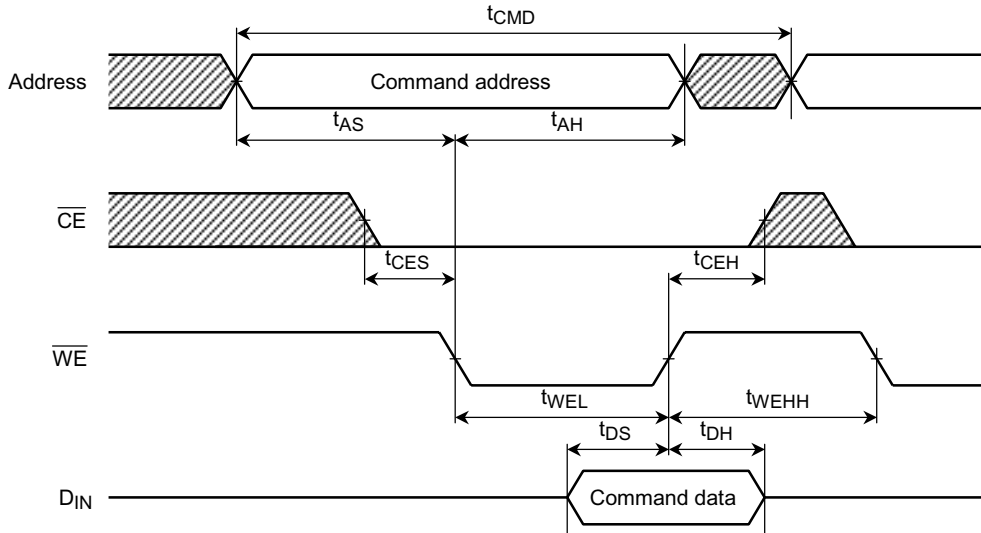 tCMD
Address
Command address
tAS
tAH
CE
tCES
tCEH
WE
tWEL
tWEHH
tDS
tDH
DIN
Command data